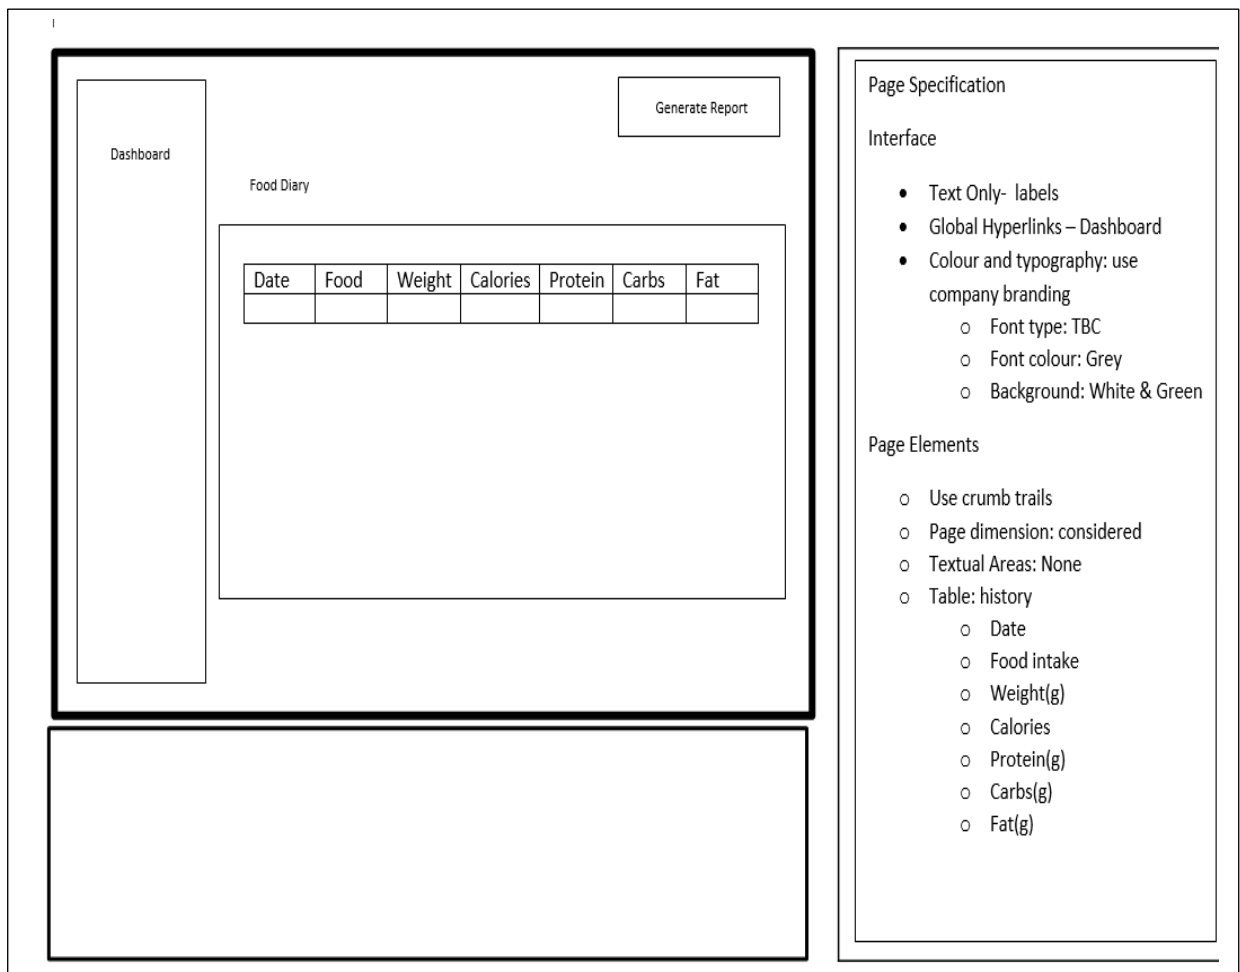 Generate Report
Dashboard
Food Diary
Date Food Weight Calories Protein Carbs Fat
Page Specification
Interface
• Text Only- labels
• Global Hyperlinks – Dashboard
• Colour and typography: use
company branding
o Font type: TBC
o Font colour: Grey
o Background: White & Green
Page Elements
o Use crumb trails
o Page dimension: considered
o Textual Areas: None
o Table: history
o Date
o Food intake
o Weight(g)
o Calories
o Protein(g)
o Carbs(g)
o Fat(g)